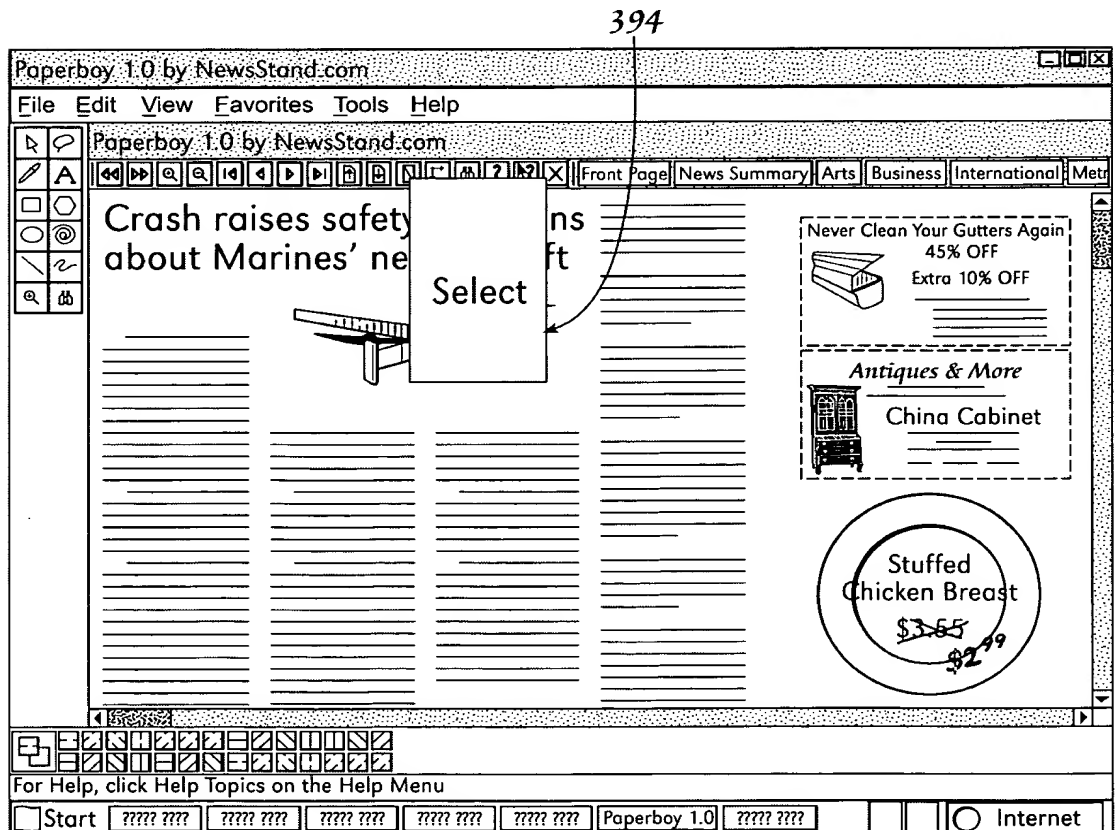 394
Paperboy 1.0 by NewsStand.com
File Edit View Favorites Tools Help
Paperboy 1.0 by NewsStand.com
A
? ? Front Page News Summary Arts Business International Metr
Crash raises safety ns
about Marines' ne ft
Select
Never Clean Your Gutters Again
45% OFF
Extra 10% OFF
Antiques & More
China Cabinet
Stuffed
Chicken Breast
$3.55
$2.99
For Help, click Help Topics on the Help Menu
Start ????? ???? ????? ???? ????? ???? ????? ???? ????? ???? Paperboy 1.0 ????? ???? Internet